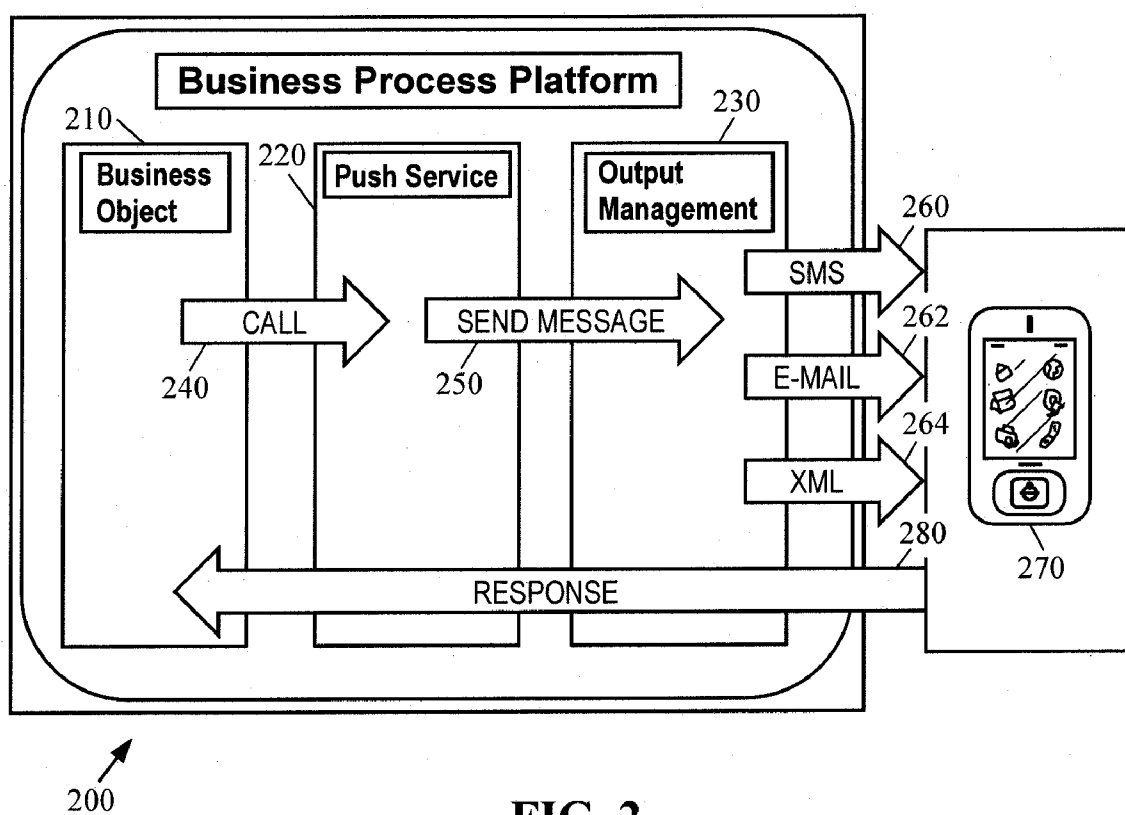 Business Process Platform
210
220
230
Business
Object
Push Service
Output
Management
260
SMS
CALL
SEND MESSAGE
240
250
262
E-MAIL
264
XML
280
RESPONSE
270
200
FIG. 2